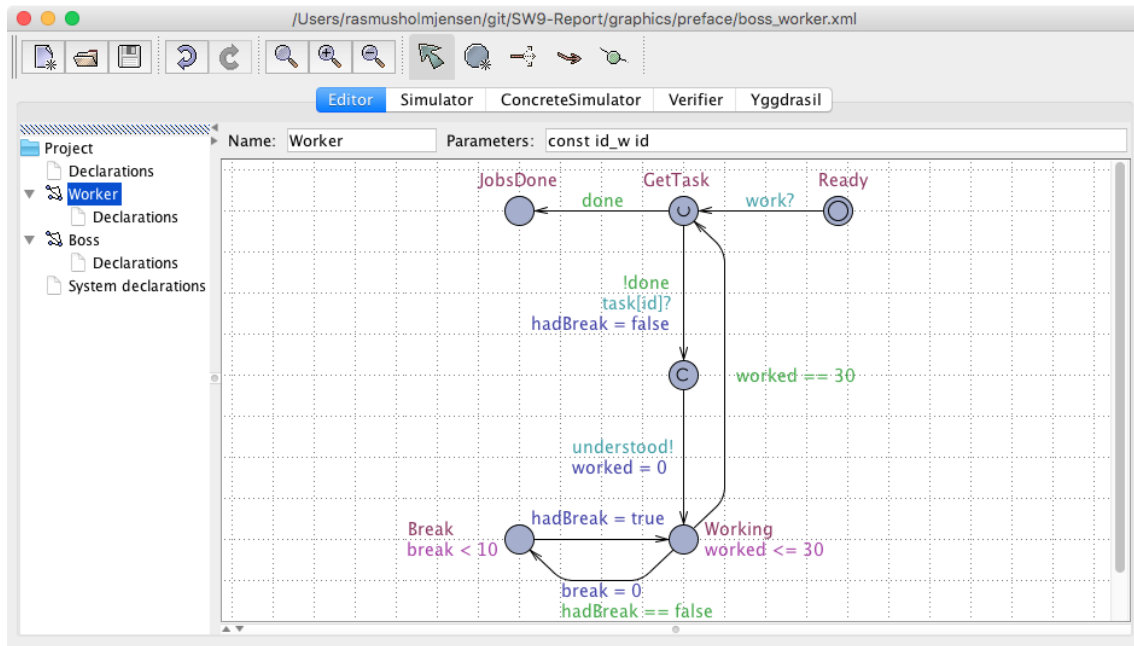 /Users/rasmusholmjensen/git/SW9-Report/graphics/preface/boss_worker.xml
Editor Simulator ConcreteSimulator Verifier Yggdrasil
Project
Declarations
Worker
Declarations
Boss
Declarations
System declarations
Name: Worker Parameters: const id_w id
JobsDone GetTask Ready
done work?
U
!done
task[id]?
hadBreak = false
C worked == 30
understood!
worked = 0
hadBreak = true
Break Working
break < 10 worked <= 30
break = 0
hadBreak == false